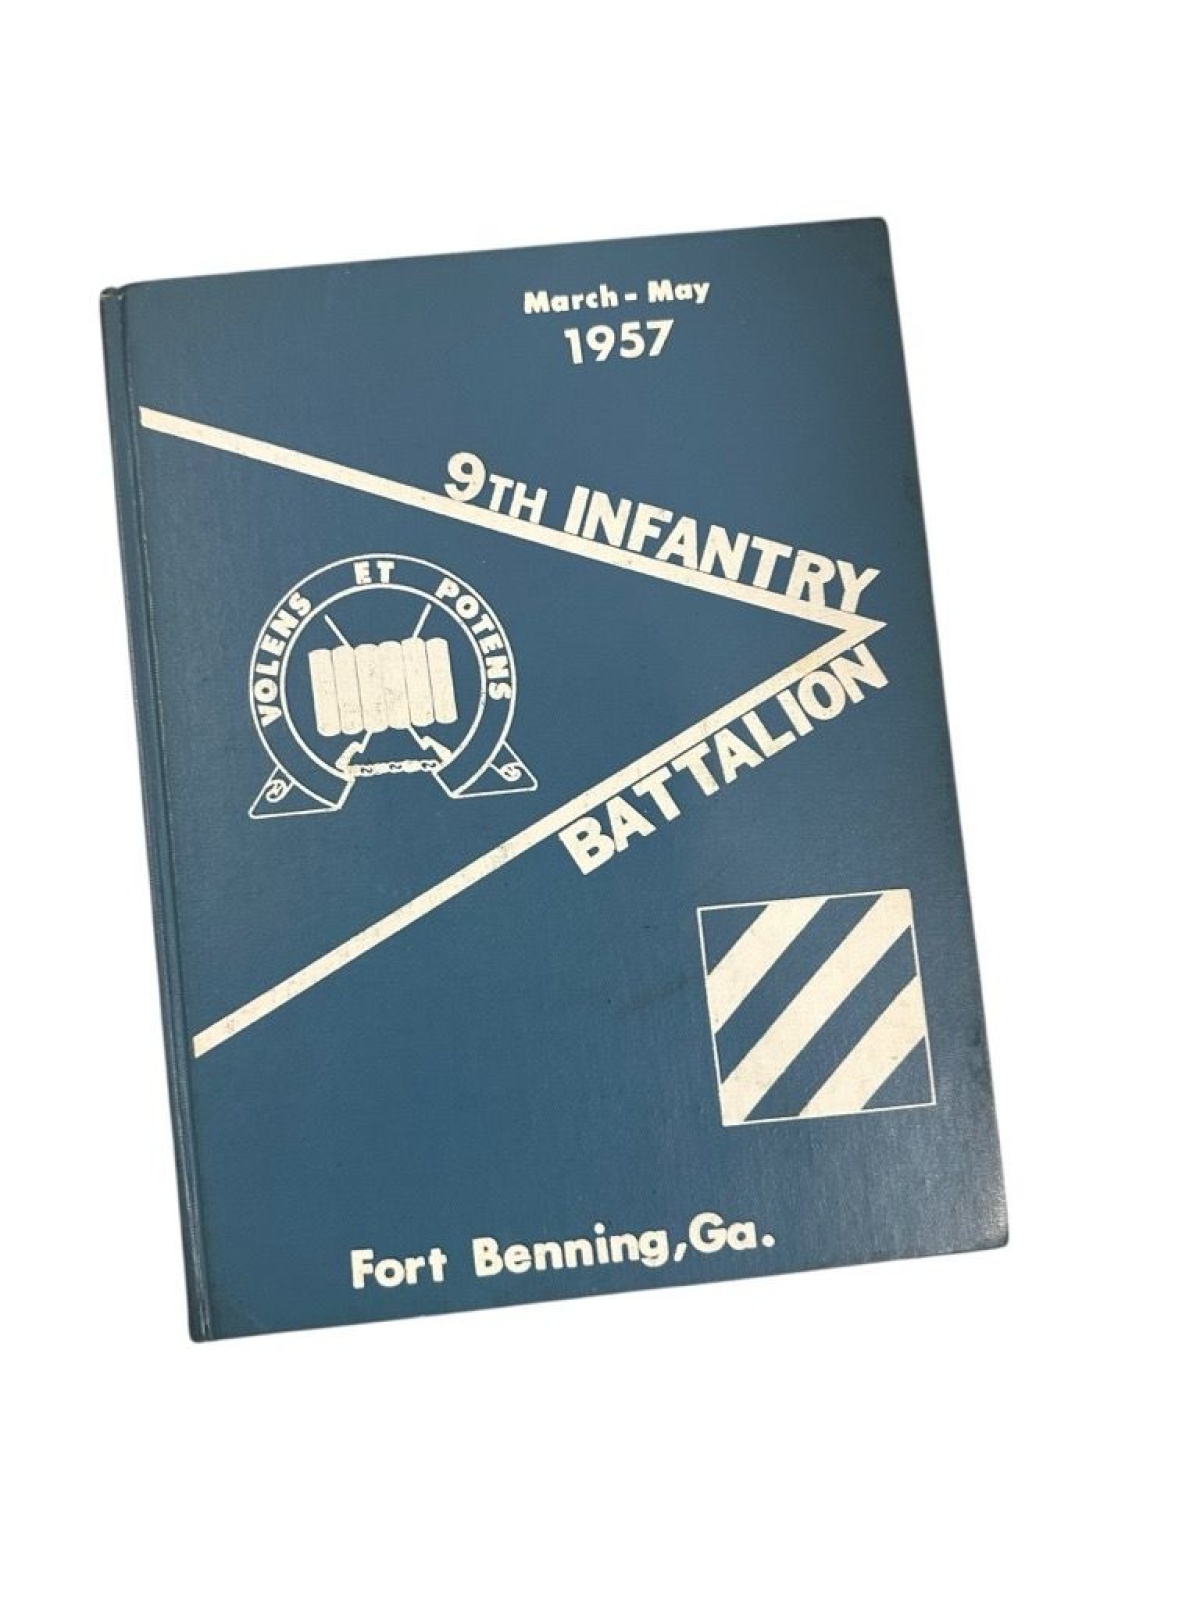 March - May
1957
9TH INFANTRY
BATTALION
VOLENS ET POTENS
Fort Benning, Ga.